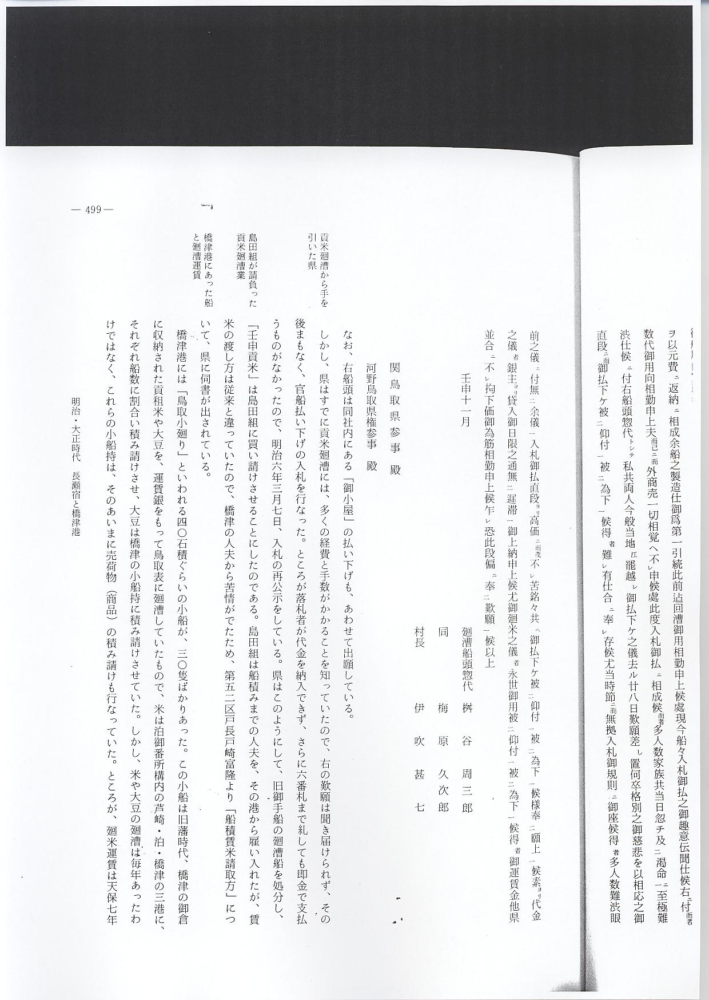 ヲ以元費ニ返納ニ相成余船之製造仕御爲第一引続此前迠回漕御用相勤申上候處現今船々入札御払之御趣意伝聞仕候右ニ付而者
数代御用向相勤申上夫而己ニ而外商売一切相覚へ不レ申候處此度入札御払ニ相成候而者多人数家族共当日忽チ及ニ渇命一ニ至極難
渋仕候ニ付右船頭惣代トシテ私共両人今般当地江罷越レ御払下ケ之儀去ル廿八日歎願差し置何卒格別之御慈悲を以相応之御
直段ニ而御払下ケ被ニ仰付一被ニ為下一候得者難レ有仕合ニ奉レ存候尤当時節ニ而無拠入札御規則ニ御座候得者多人数難渋眼
前之儀ニ付無ニ余儀一入札御払直段ヨリ高価ニ而茂不レ苦銘々共へ御払下ケ被ニ仰付一被ニ為下一候様奉ニ願上一候素ヨリ代金
之儀者銀主ヨリ貸入御日限之通無ニ遅滞一御上納申上候尤御廻米之儀者永世御用被ニ仰付一被ニ為下一候得者御運賃金他県
並合ニ不レ拘下価御為筋相勤申上候乍レ恐此段偏ニ奉ニ歎願一候以上
壬申十一月
廻漕船頭惣代 桝谷周三郎
同 梅原久次郎
村長 伊吹甚七
関鳥取県参事殿
河野鳥取県権参事殿
なお、右船頭は同社内にある「御小屋」の払い下げも、あわせて出願している。
貢米廻漕から手を
引いた県
しかし、県はすでに貢米廻漕には、多くの経費と手数がかかることを知っていたので、右の歎願は聞き届けられず、その
後まもなく、官船払い下げの入札を行なった。ところが落札者が代金を納入できず、さらに六番札まで糺しても即金で支払
うものがなかったので、明治六年三月七日、入札の再公示をしている。県はこのようにして、旧御手船の廻漕船を処分し、
島田組が請負った
貢米廻漕業
「壬申貢米」は島田組に買い請けさせることにしたのである。島田組は船積みまでの人夫を、その港から雇い入れたが、賃
米の渡し方は従来と違っていたので、橋津の人夫から苦情がでたため、第五二区戸長戸崎富隆より「船積賃米請取方」につ
いて、県に伺書が出されている。
橋津港にあった船
と廻漕運賃
橋津港には「鳥取小廻り」といわれる四〇石積ぐらいの小船が、三〇隻ばかりあった。この小船は旧藩時代、橋津の御倉
に収納された貢租米や大豆を、運賃銀をもって鳥取表に廻漕していたもので、米は泊御番所構内の芦崎・泊・橋津の三港に、
それぞれ船数に割合い積み請けさせ、大豆は橋津の小船持に積み請けさせていた。しかし、米や大豆の廻漕は毎年あったわ
けではなく、これらの小船持は、そのあいまに売荷物（商品）の積み請けも行なっていた。ところが、廻米運賃は天保七年
明治・大正時代 長瀬宿と橋津港
— 499 —